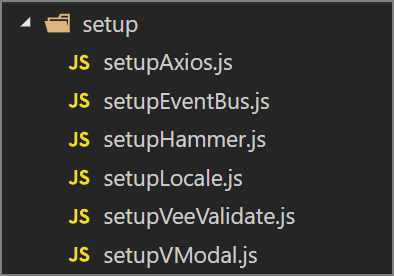 setup
JS setupAxios.js
JS setupEventBus.js
JS setupHammer.js
JS setupLocale.js
JS setupVeeValidate.js
JS setupVModal.js